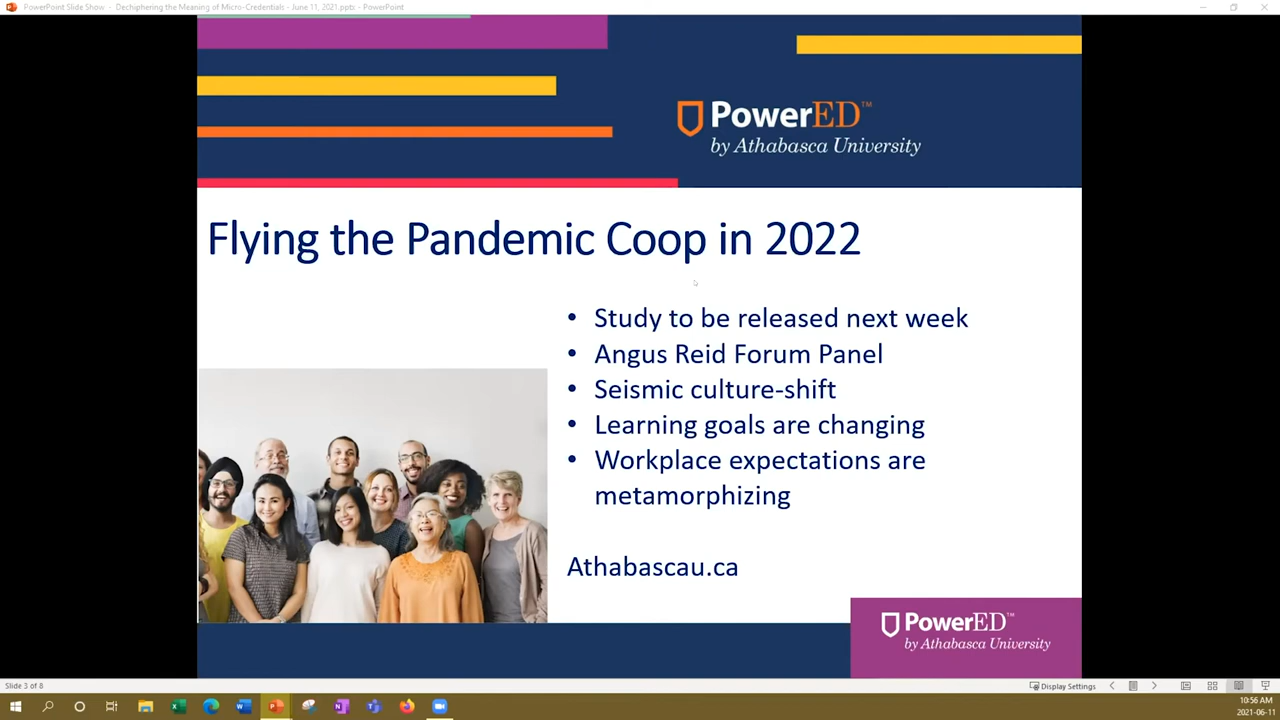 PowerPoint Slide Show - Dechiphering the Meaning of Micro-Credentials - June 11, 2021.pptx - PowerPoint
PowerED™
by Athabasca University
Flying the Pandemic Coop in 2022
• Study to be released next week
• Angus Reid Forum Panel
• Seismic culture-shift
• Learning goals are changing
• Workplace expectations are
metamorphizing
Athabascau.ca
PowerED™
by Athabasca University
Slide 3 of 8
Display Settings
10:56 AM
2021-06-11